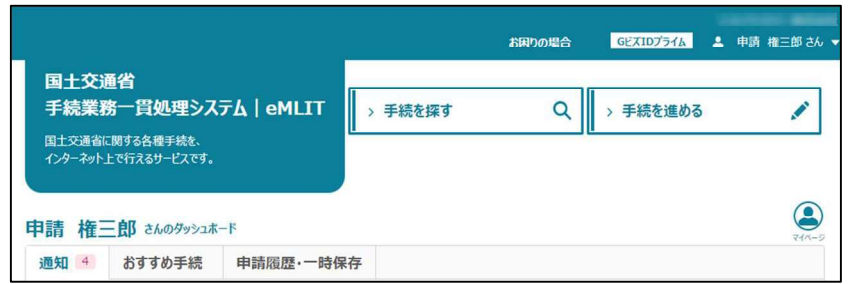 お困りの場合 GビズIDプライム 申請 権三郎 さん ▼
国土交通省
手続業務一貫処理システム | eMLIT
国土交通省に関する各種手続を、
インターネット上で行えるサービスです。
> 手続を探す
> 手続を進める
申請 権三郎 さんのダッシュボード
マイページ
通知 4 おすすめ手続 申請履歴・一時保存